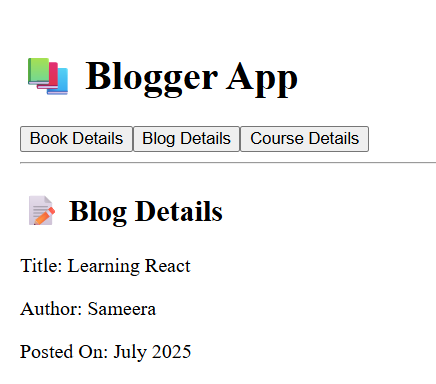 Blogger App
Book Details Blog Details Course Details
Blog Details
Title: Learning React
Author: Sameera
Posted On: July 2025